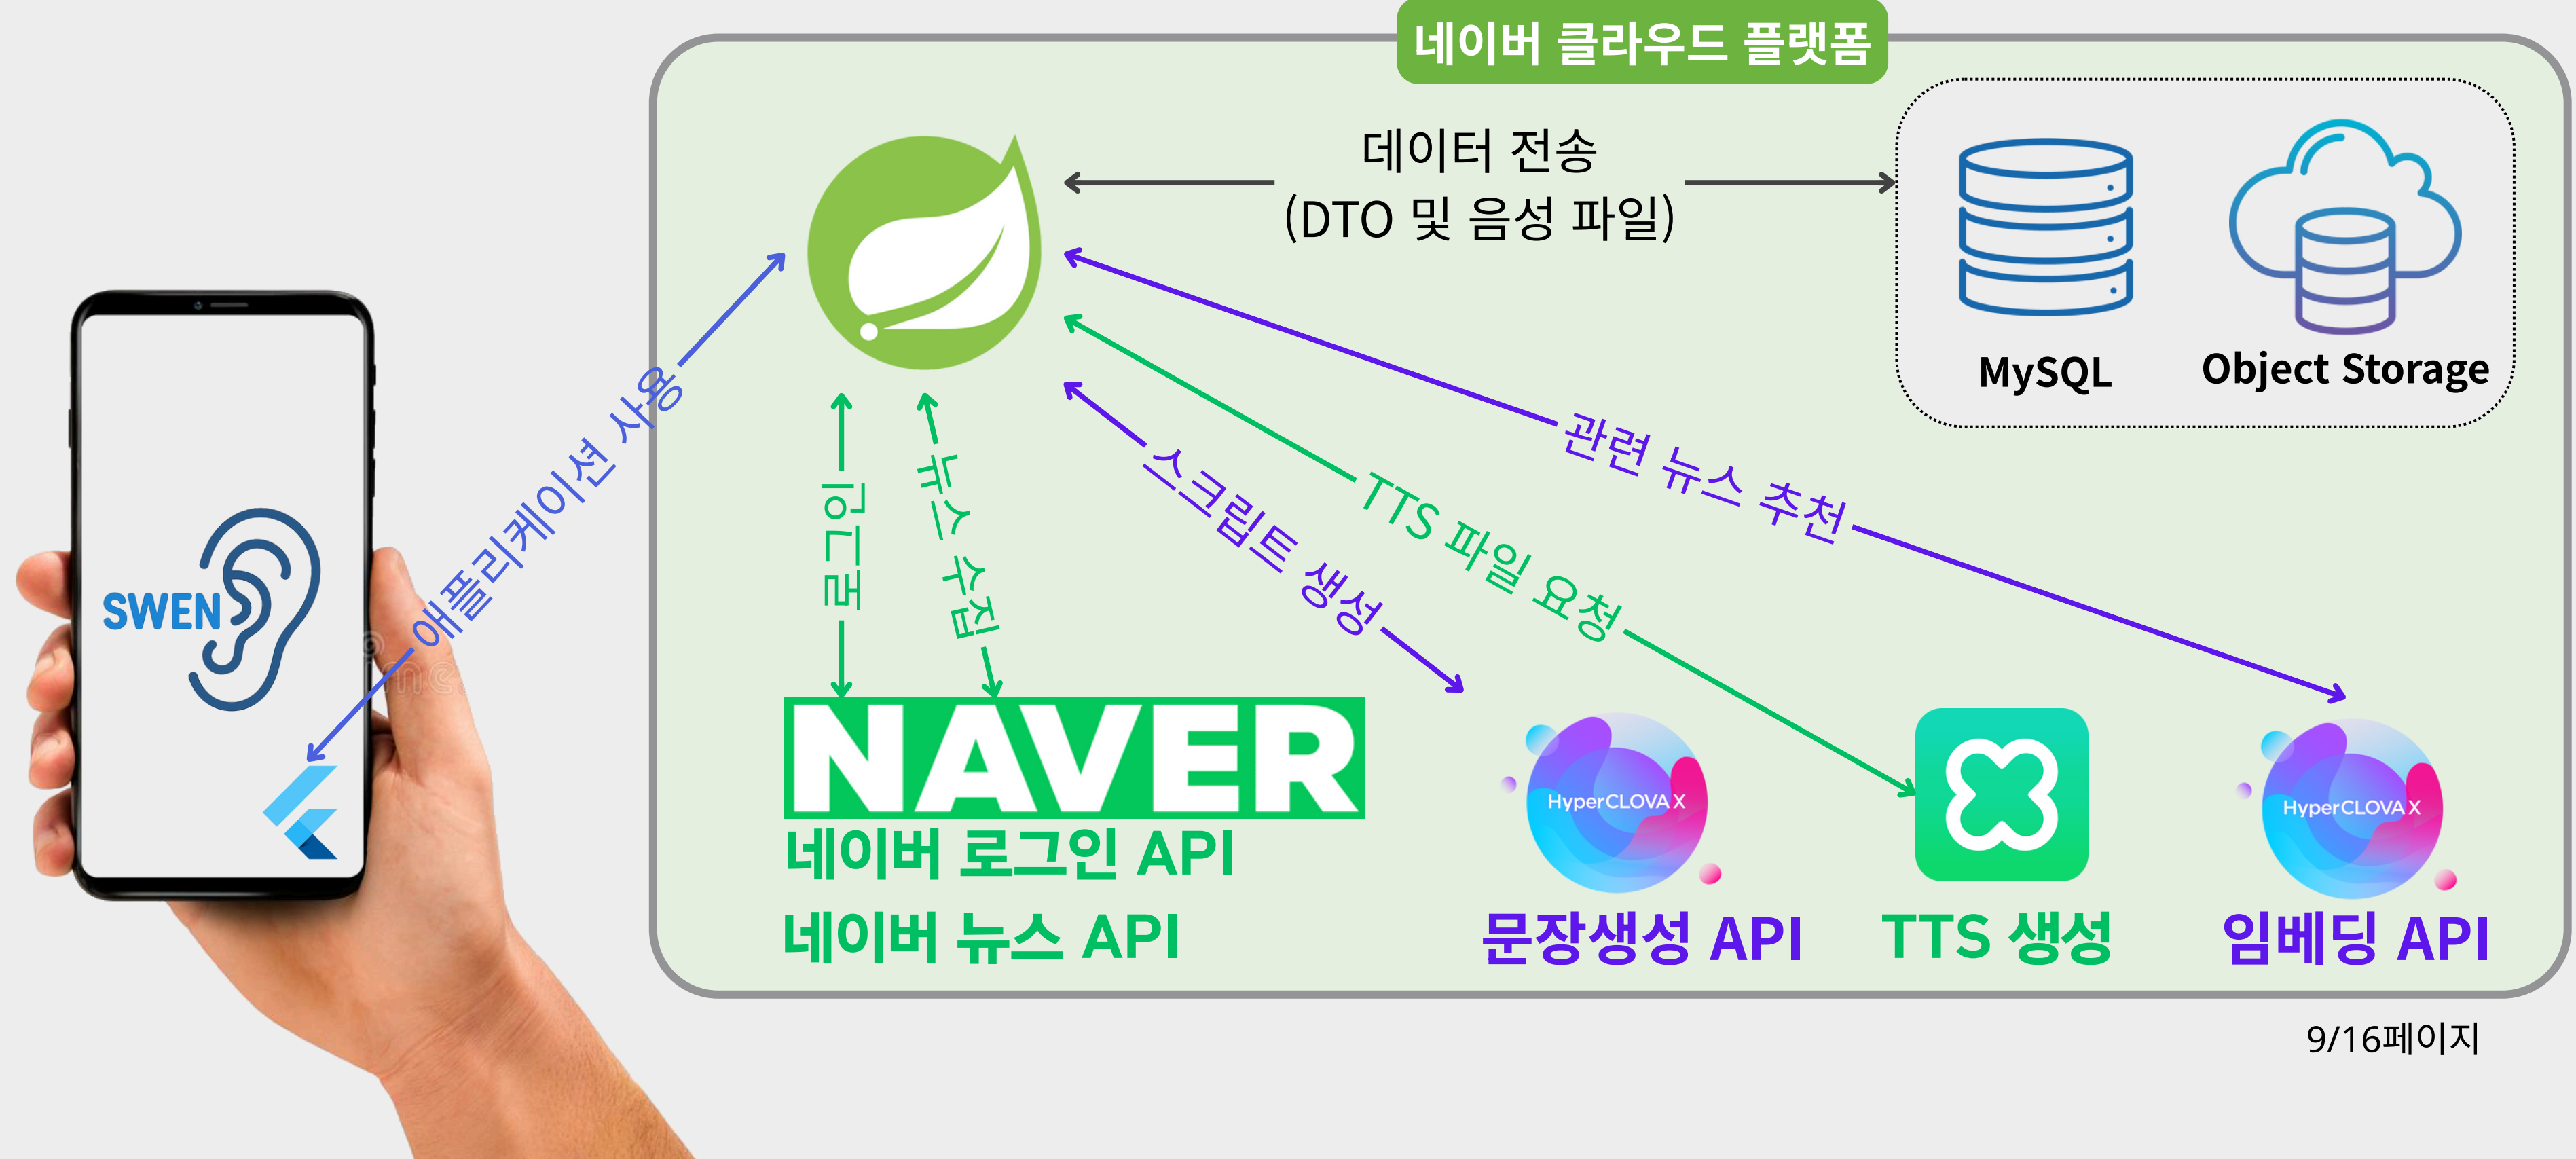 네이버 클라우드 플랫폼
데이터 전송
(DTO 및 음성 파일)
MySQL
Object Storage
애플리케이션 사용
SWEN
로그인
뉴스 수집
스크립트 생성
TTS 파일 요청
관련 뉴스 추천
NAVER
네이버 로그인 API
네이버 뉴스 API
HyperCLOVA X
문장생성 API
TTS 생성
HyperCLOVA X
임베딩 API
9/16페이지